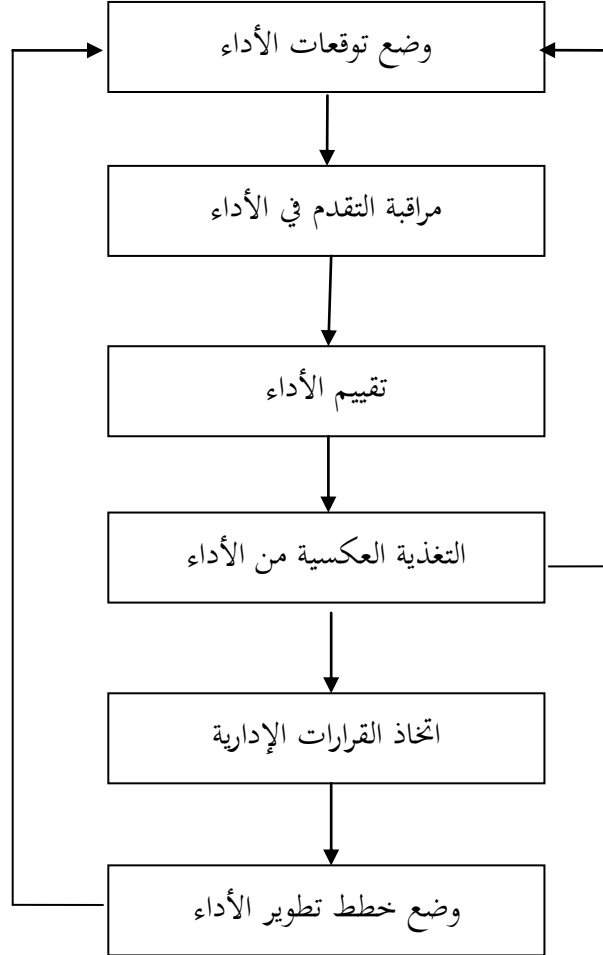 وضع توقعات الأداء
مراقبة التقدم في الأداء
تقييم الأداء
التغذية العكسية من الأداء
اتخاذ القرارات الإدارية
وضع خطط تطوير الأداء